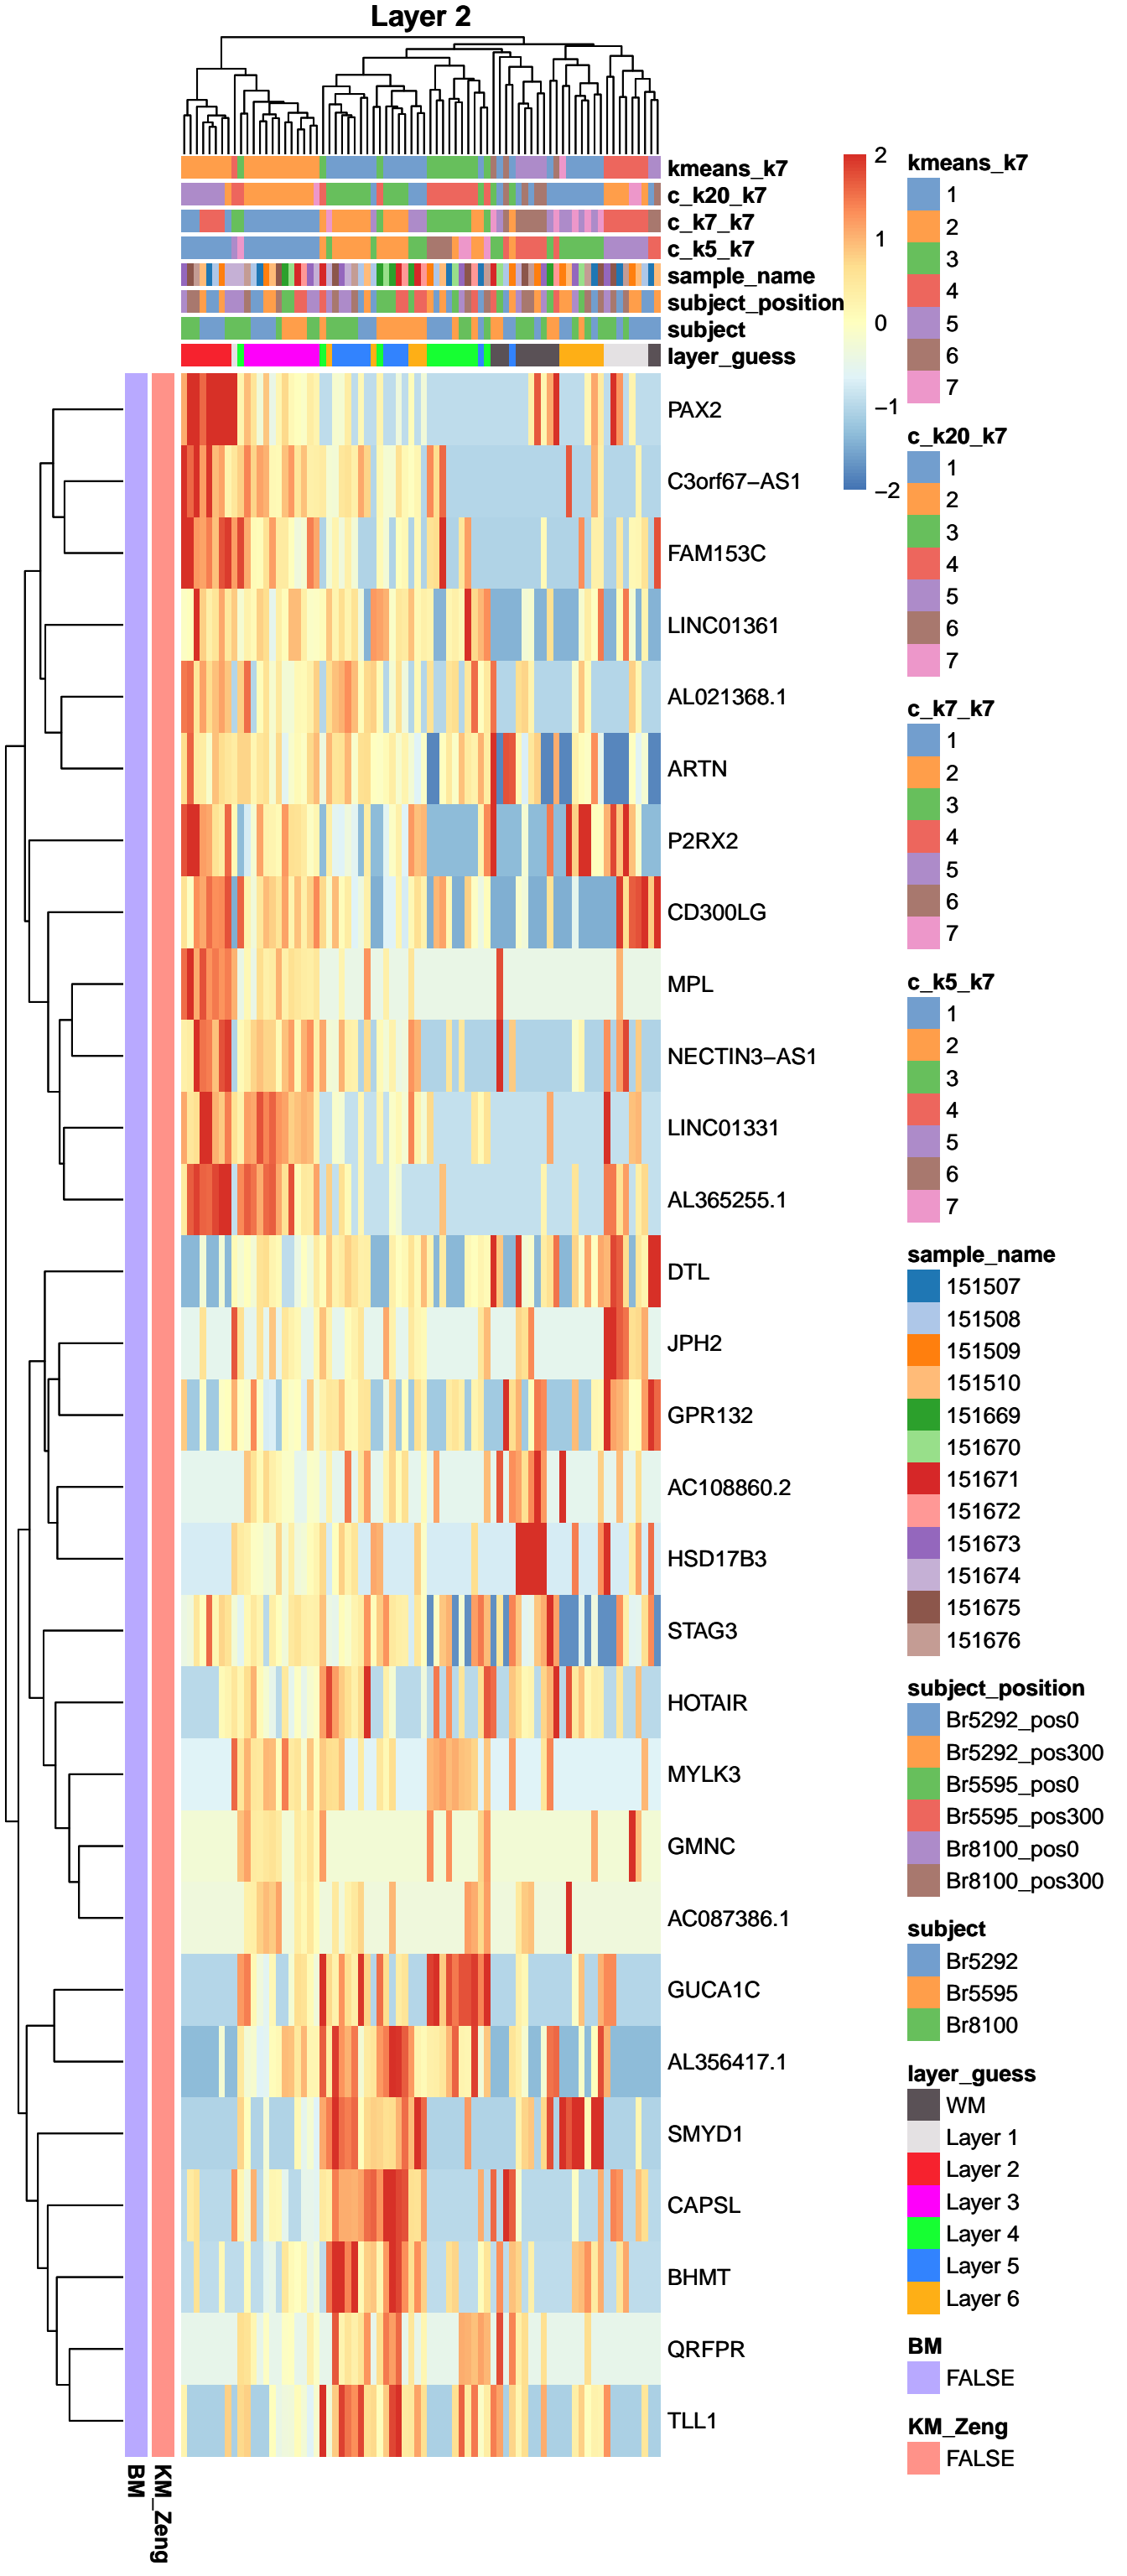 Layer 2
kmeans_k7
c_k20_k7
c_k7_k7
c_k5_k7
sample_name
subject_position
subject
layer_guess
PAX2
C3orf67−AS1
FAM153C
LINC01361
AL021368.1
ARTN
P2RX2
CD300LG
MPL
NECTIN3−AS1
LINC01331
AL365255.1
DTL
JPH2
GPR132
AC108860.2
HSD17B3
STAG3
HOTAIR
MYLK3
GMNC
AC087386.1
GUCA1C
AL356417.1
SMYD1
CAPSL
BHMT
QRFPR
TLL1
BM
KM_Zeng
2
1
0
−1
−2
kmeans_k7
1
2
3
4
5
6
7
c_k20_k7
1
2
3
4
5
6
7
c_k7_k7
1
2
3
4
5
6
7
c_k5_k7
1
2
3
4
5
6
7
sample_name
151507
151508
151509
151510
151669
151670
151671
151672
151673
151674
151675
151676
subject_position
Br5292_pos0
Br5292_pos300
Br5595_pos0
Br5595_pos300
Br8100_pos0
Br8100_pos300
subject
Br5292
Br5595
Br8100
layer_guess
WM
Layer 1
Layer 2
Layer 3
Layer 4
Layer 5
Layer 6
BM
FALSE
KM_Zeng
FALSE